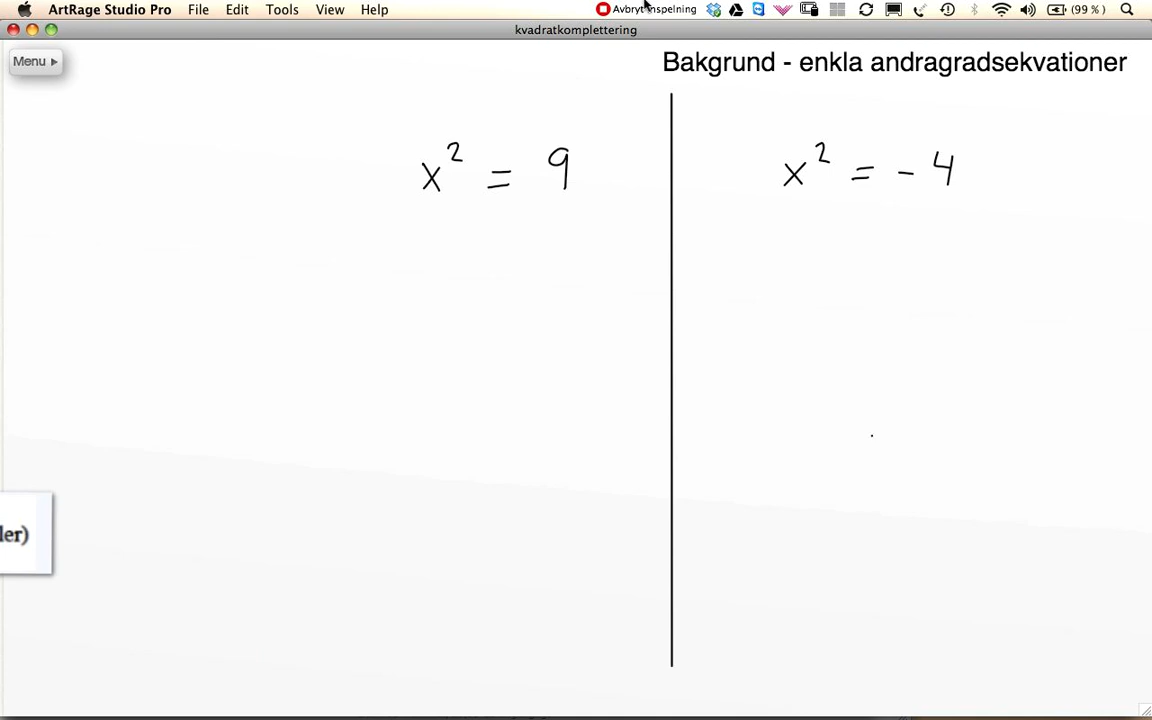 ArtRage Studio Pro File Edit Tools View Help Avbryt inspelning (99 %)
kvadratkomplettering
Menu
Bakgrund - enkla andragradsekvationer
x² = 9
x² = - 4
ler)